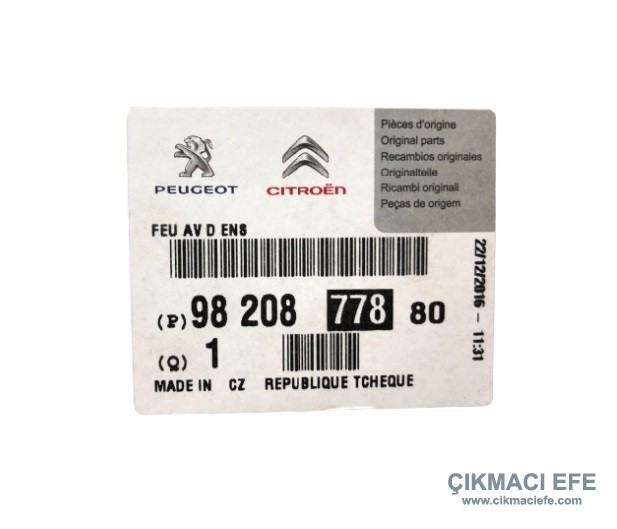 PEUGEOT
CITROËN
Pièces d'origine
Original parts
Recambios originales
Originalteile
Ricambi originali
Peças de origem
FEU AV D ENS
(P) 98 208 778 80
(Q) 1
MADE IN CZ REPUBLIQUE TCHEQUE
22/12/2016 - 11:31
ÇIKMACI EFE
www.cikmaciefe.com